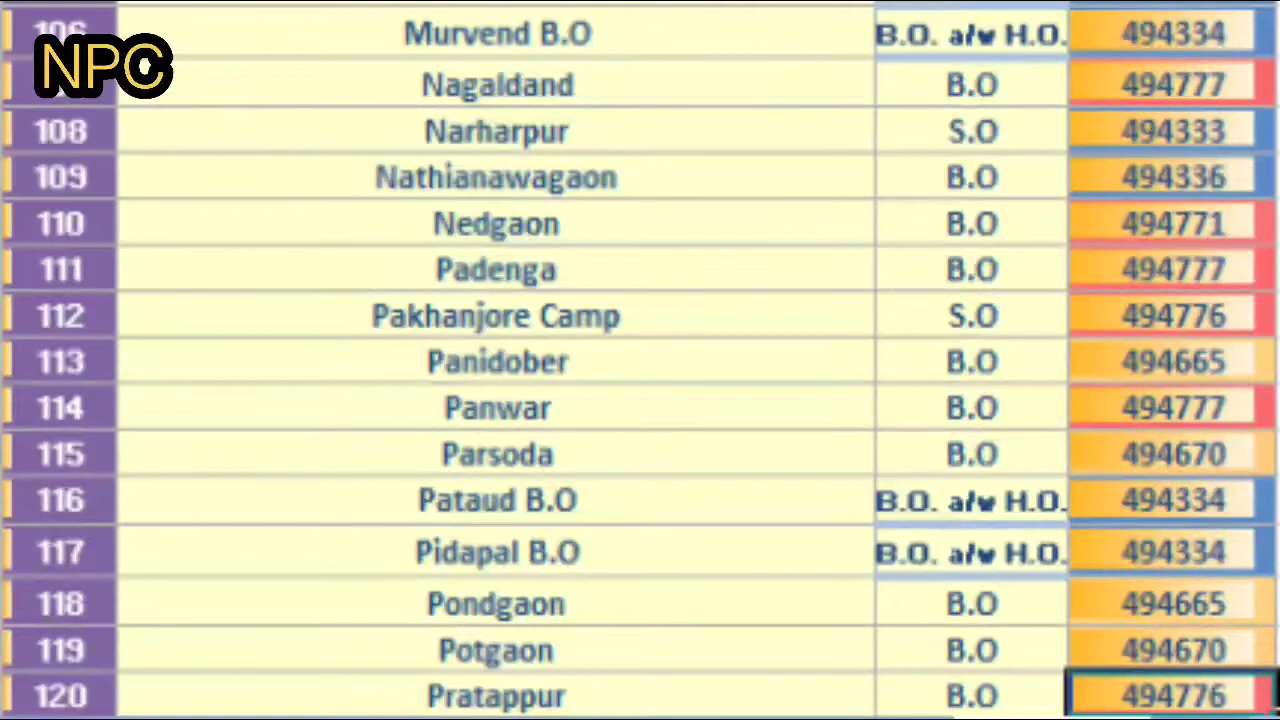 106 Murvend B.O B.O. a/w H.O. 494334
NPC
Nagaldand B.O 494777
108 Narharpur S.O 494333
109 Nathianawagaon B.O 494336
110 Nedgaon B.O 494771
111 Padenga B.O 494777
112 Pakhanjore Camp S.O 494776
113 Panidober B.O 494665
114 Panwar B.O 494777
115 Parsoda B.O 494670
116 Pataud B.O B.O. a/w H.O. 494334
117 Pidapal B.O B.O. a/w H.O. 494334
118 Pondgaon B.O 494665
119 Potgaon B.O 494670
120 Pratappur B.O 494776